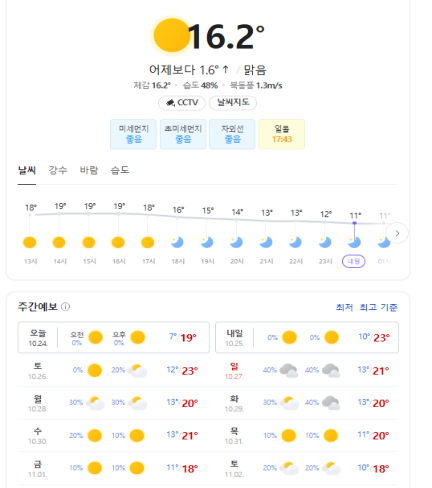 16.2°
어제보다 1.6° ↑ / 맑음
체감 16.2° · 습도 48% · 북동풍 1.3m/s
CCTV 날씨지도
미세먼지 초미세먼지 자외선 일몰
좋음 좋음 좋음 17:43
날씨 강수 바람 습도
18° 19° 19° 19° 18° 16° 15° 14° 13° 13° 12° 11° 11°
13시 14시 15시 16시 17시 18시 19시 20시 21시 22시 23시 내일 01시
주간예보 최저 최고 기준
오늘 10.24. 오전 0% 오후 0% 7° 19°
내일 10.25. 0% 0% 10° 23°
토 10.26. 0% 20% 12° 23°
일 10.27. 40% 40% 13° 21°
월 10.28. 30% 30% 13° 20°
화 10.29. 30% 40% 13° 20°
수 10.30. 20% 10% 13° 21°
목 10.31. 10% 10% 11° 20°
금 11.01. 10% 10% 11° 18°
토 11.02. 20% 20% 10° 18°